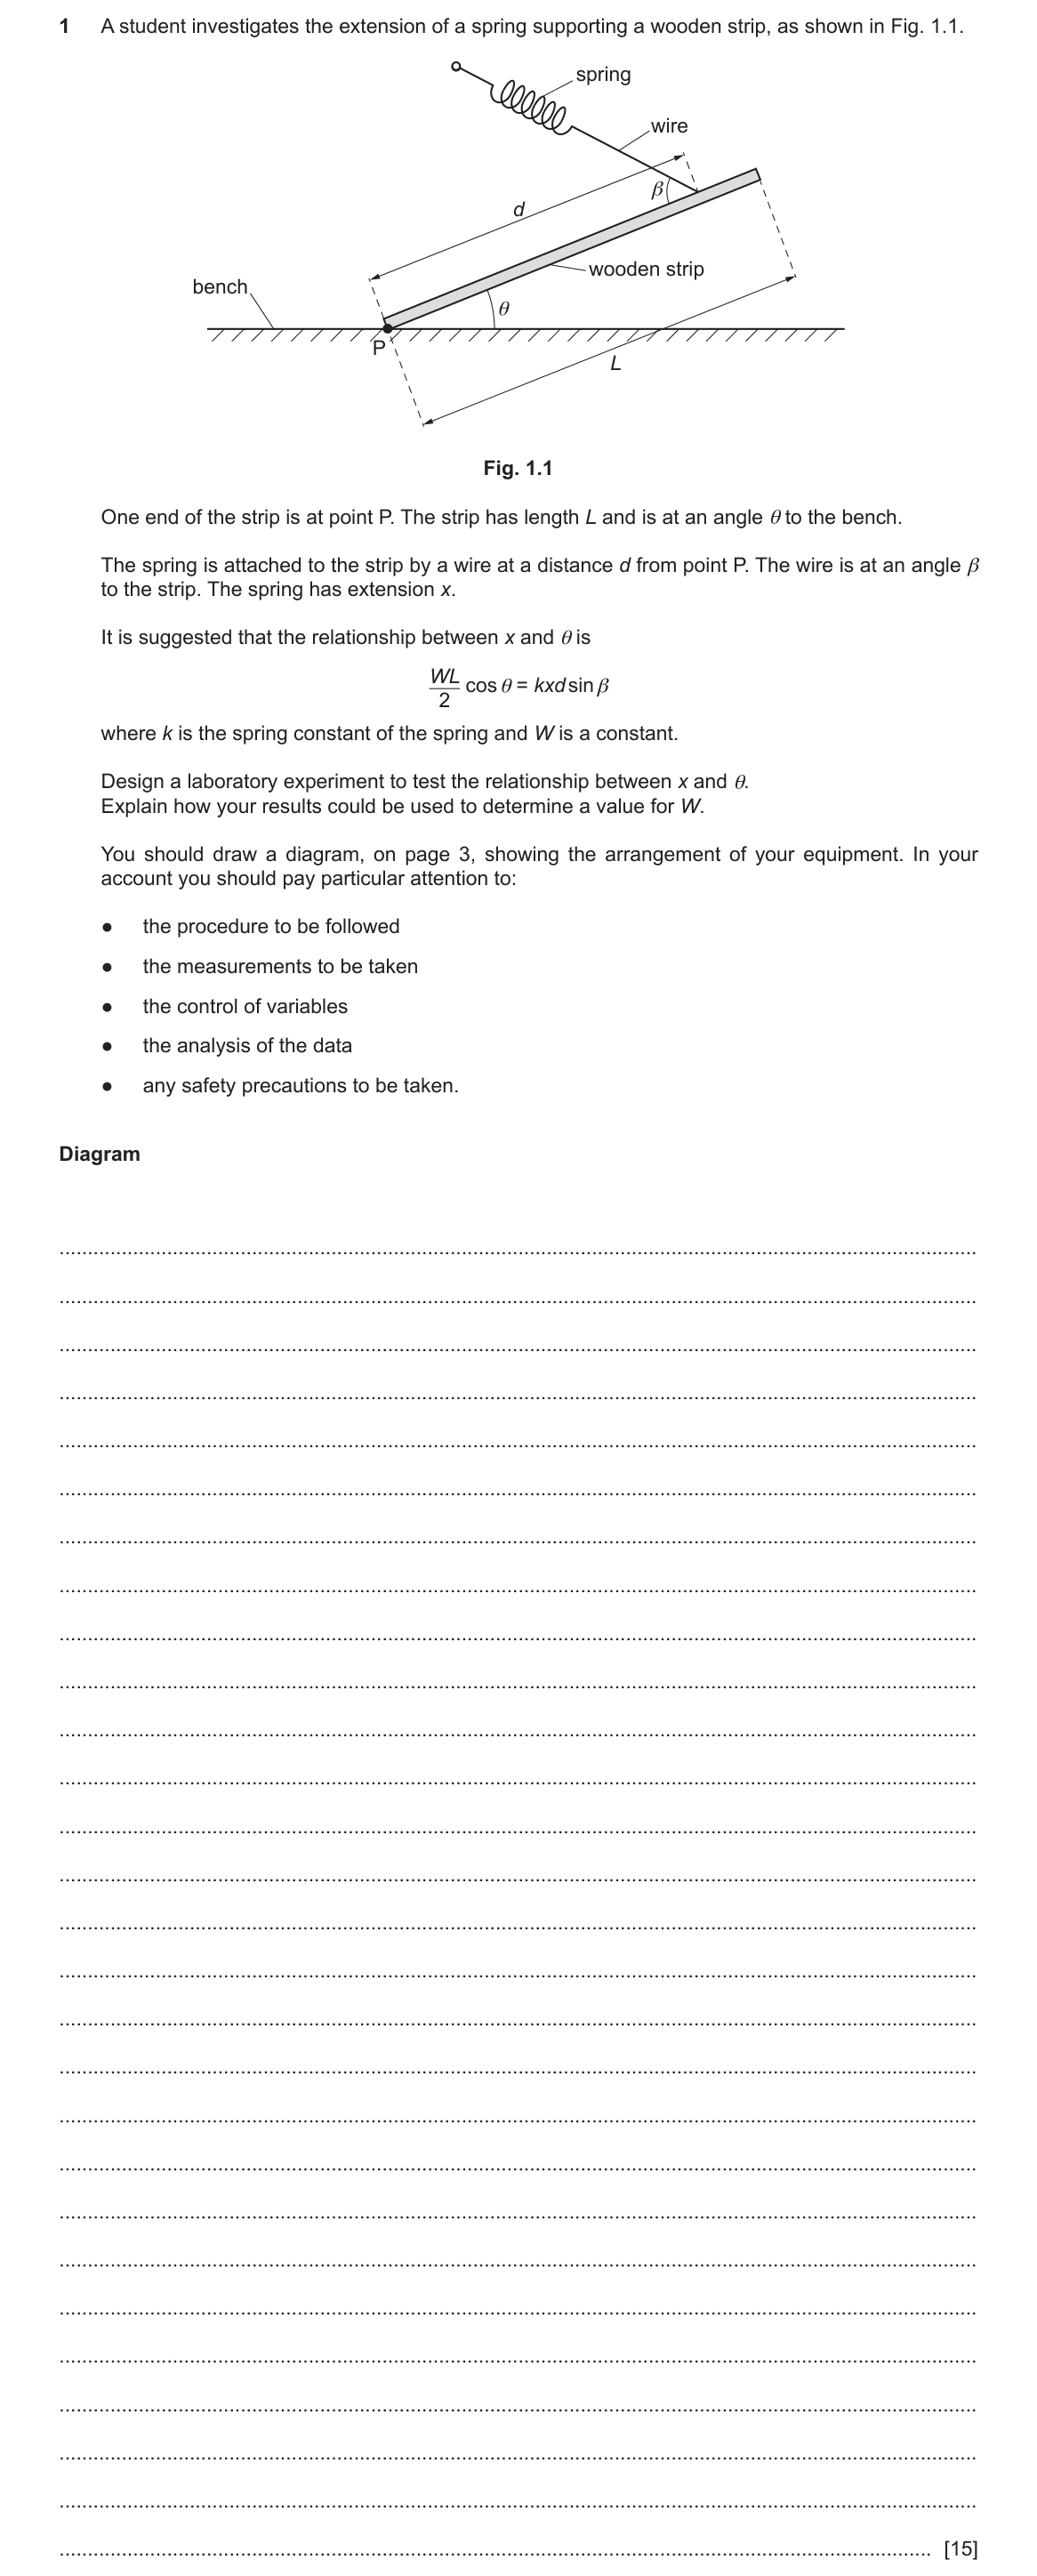 1 A student investigates the extension of a spring supporting a wooden strip, as shown in Fig. 1.1.
spring
wire
β
d
wooden strip
bench
θ
P
L
Fig. 1.1
One end of the strip is at point P. The strip has length L and is at an angle θ to the bench.
The spring is attached to the strip by a wire at a distance d from point P. The wire is at an angle β
to the strip. The spring has extension x.
It is suggested that the relationship between x and θ is
WL/2 cos θ = kxd sin β
where k is the spring constant of the spring and W is a constant.
Design a laboratory experiment to test the relationship between x and θ.
Explain how your results could be used to determine a value for W.
You should draw a diagram, on page 3, showing the arrangement of your equipment. In your
account you should pay particular attention to:
● the procedure to be followed
● the measurements to be taken
● the control of variables
● the analysis of the data
● any safety precautions to be taken.
Diagram
[15]